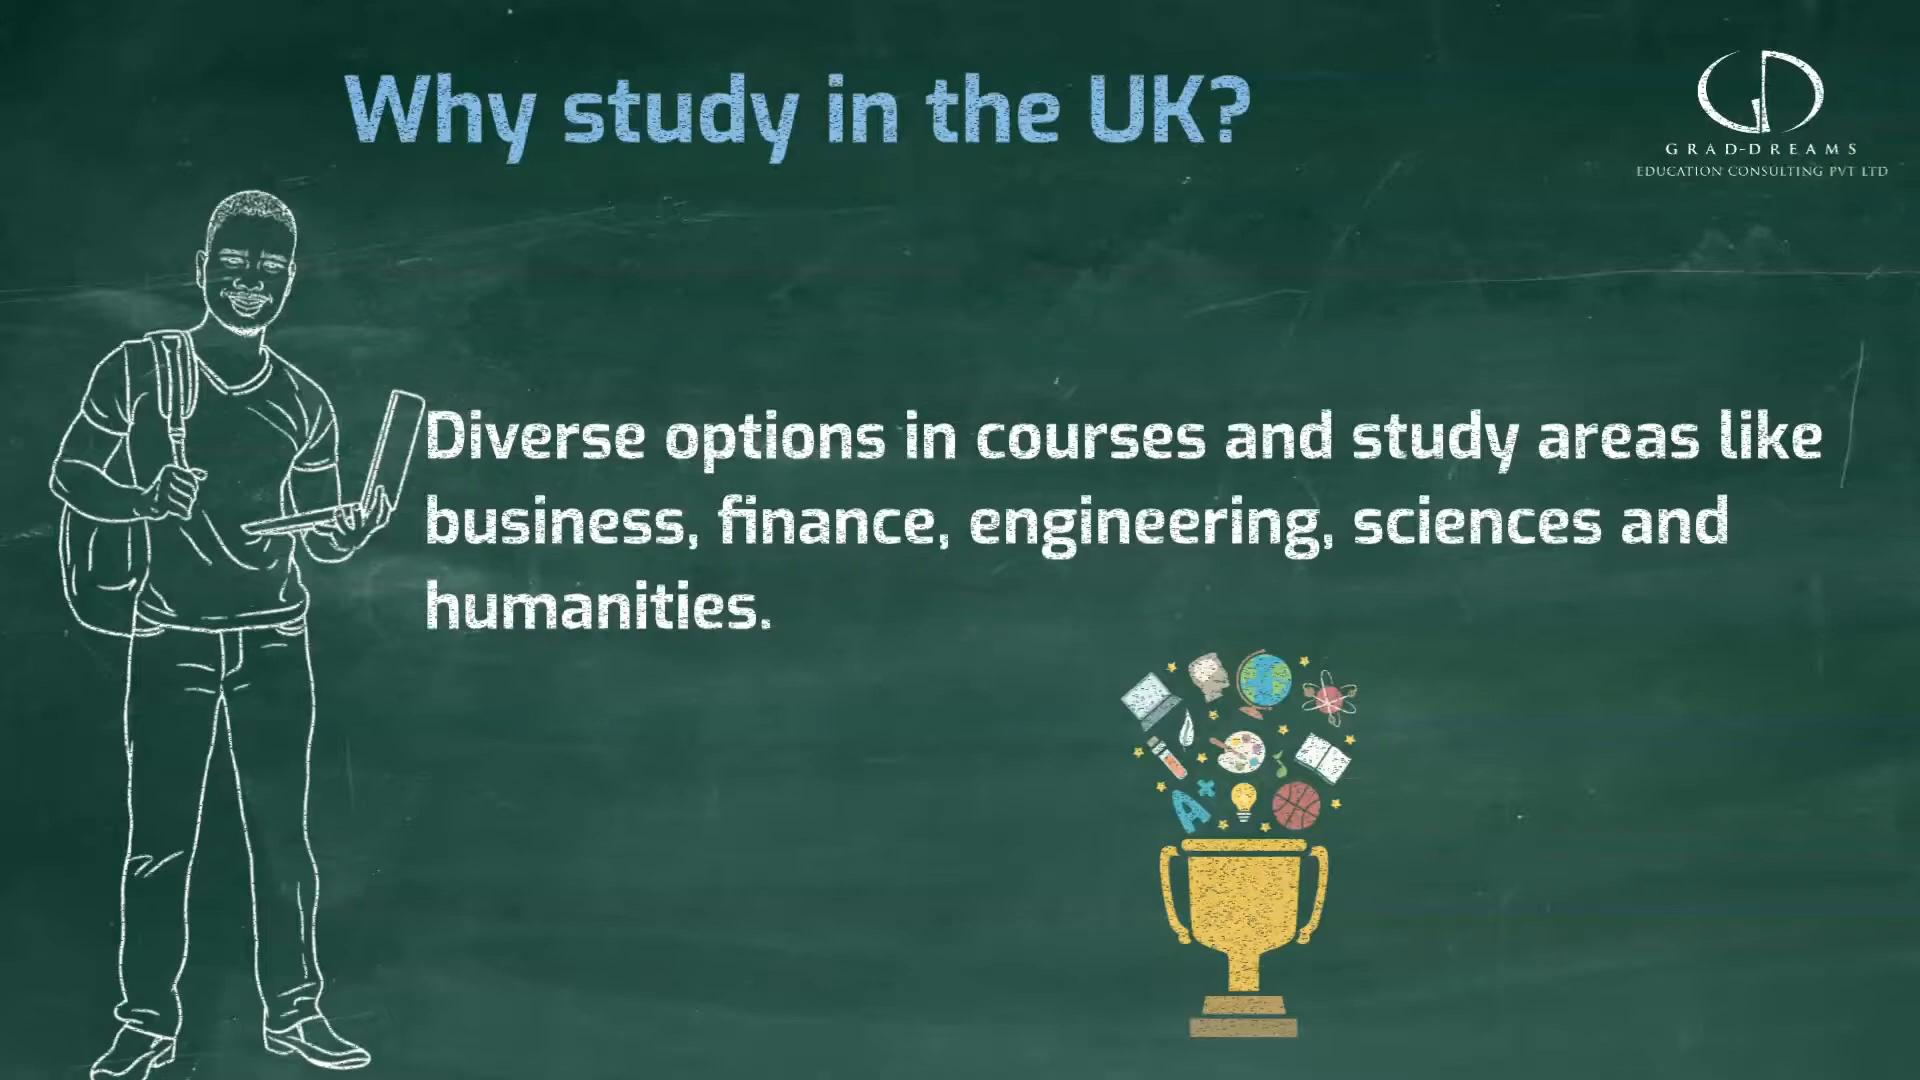 Why study in the UK?
GRAD-DREAMS
EDUCATION CONSULTING PVT LTD
Diverse options in courses and study areas like
business, finance, engineering, sciences and
humanities.